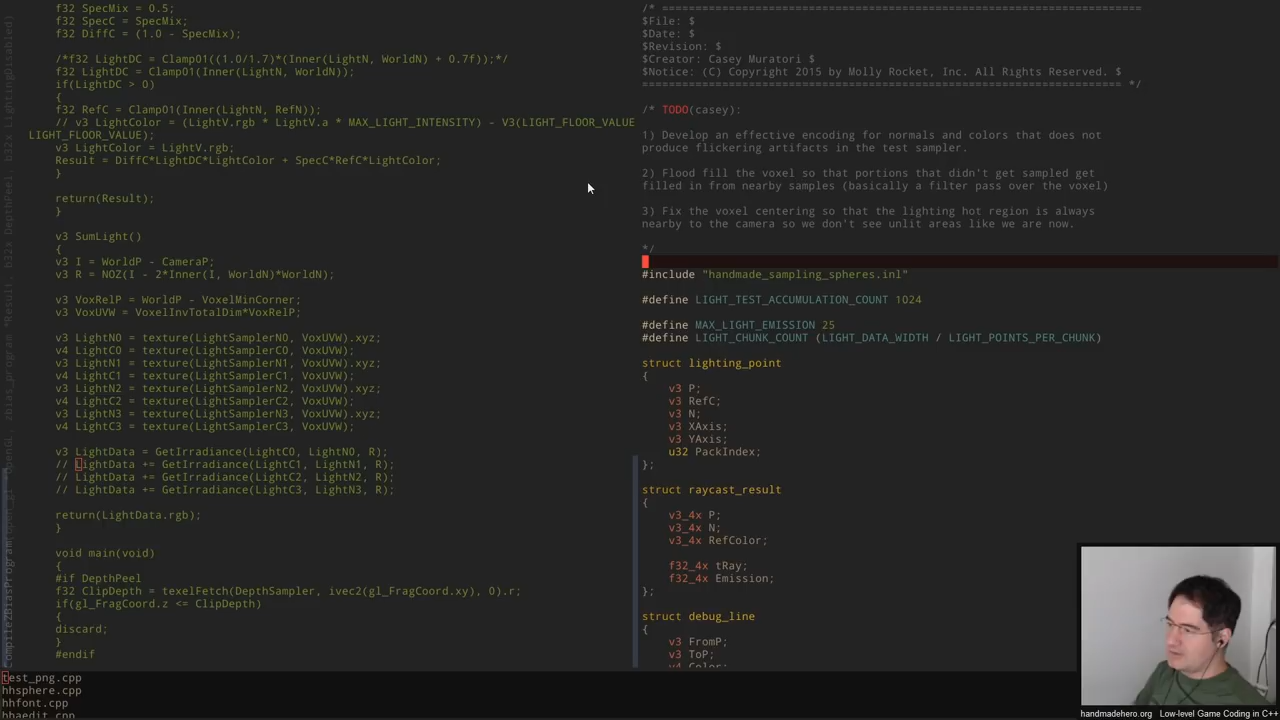 f32 SpecMix = 0.5;
f32 SpecC = SpecMix;
f32 DiffC = (1.0 - SpecMix);
/*f32 LightDC = Clamp01((1.0/1.7)*(Inner(LightN, WorldN) + 0.7f));*/
f32 LightDC = Clamp01(Inner(LightN, WorldN));
if(LightDC > 0)
{
f32 RefC = Clamp01(Inner(LightN, RefN));
// v3 LightColor = (LightV.rgb * LightV.a * MAX_LIGHT_INTENSITY) - V3(LIGHT_FLOOR_VALUE
LIGHT_FLOOR_VALUE);
v3 LightColor = LightV.rgb;
Result = DiffC*LightDC*LightColor + SpecC*RefC*LightColor;
}
return(Result);
}
v3 SumLight()
{
v3 I = WorldP - CameraP;
v3 R = NOZ(I - 2*Inner(I, WorldN)*WorldN);
v3 VoxRelP = WorldP - VoxelMinCorner;
v3 VoxUVW = VoxelInvTotalDim*VoxRelP;
v3 LightN0 = texture(LightSamplerN0, VoxUVW).xyz;
v4 LightC0 = texture(LightSamplerC0, VoxUVW);
v3 LightN1 = texture(LightSamplerN1, VoxUVW).xyz;
v4 LightC1 = texture(LightSamplerC1, VoxUVW);
v3 LightN2 = texture(LightSamplerN2, VoxUVW).xyz;
v4 LightC2 = texture(LightSamplerC2, VoxUVW);
v3 LightN3 = texture(LightSamplerN3, VoxUVW).xyz;
v4 LightC3 = texture(LightSamplerC3, VoxUVW);
v3 LightData = GetIrradiance(LightC0, LightN0, R);
// LightData += GetIrradiance(LightC1, LightN1, R);
// LightData += GetIrradiance(LightC2, LightN2, R);
// LightData += GetIrradiance(LightC3, LightN3, R);
return(LightData.rgb);
}
void main(void)
{
#if DepthPeel
f32 ClipDepth = texelFetch(DepthSampler, ivec2(gl_FragCoord.xy), 0).r;
if(gl_FragCoord.z <= ClipDepth)
{
discard;
}
#endif
/* ========================================================================
$File: $
$Date: $
$Revision: $
$Creator: Casey Muratori $
$Notice: (C) Copyright 2015 by Molly Rocket, Inc. All Rights Reserved. $
======================================================================== */
/* TODO(casey):
1) Develop an effective encoding for normals and colors that does not
produce flickering artifacts in the test sampler.
2) Flood fill the voxel so that portions that didn't get sampled get
filled in from nearby samples (basically a filter pass over the voxel)
3) Fix the voxel centering so that the lighting hot region is always
nearby to the camera so we don't see unlit areas like we are now.
*/
#include "handmade_sampling_spheres.inl"
#define LIGHT_TEST_ACCUMULATION_COUNT 1024
#define MAX_LIGHT_EMISSION 25
#define LIGHT_CHUNK_COUNT (LIGHT_DATA_WIDTH / LIGHT_POINTS_PER_CHUNK)
struct lighting_point
{
v3 P;
v3 RefC;
v3 N;
v3 XAxis;
v3 YAxis;
u32 PackIndex;
};
struct raycast_result
{
v3_4x P;
v3_4x N;
v3_4x RefColor;
f32_4x tRay;
f32_4x Emission;
};
struct debug_line
{
v3 FromP;
v3 ToP;
v4 Color;
test_png.cpp
hhsphere.cpp
hhfont.cpp
hhaedit.cpp
handmadehero.org Low-level Game Coding in C++